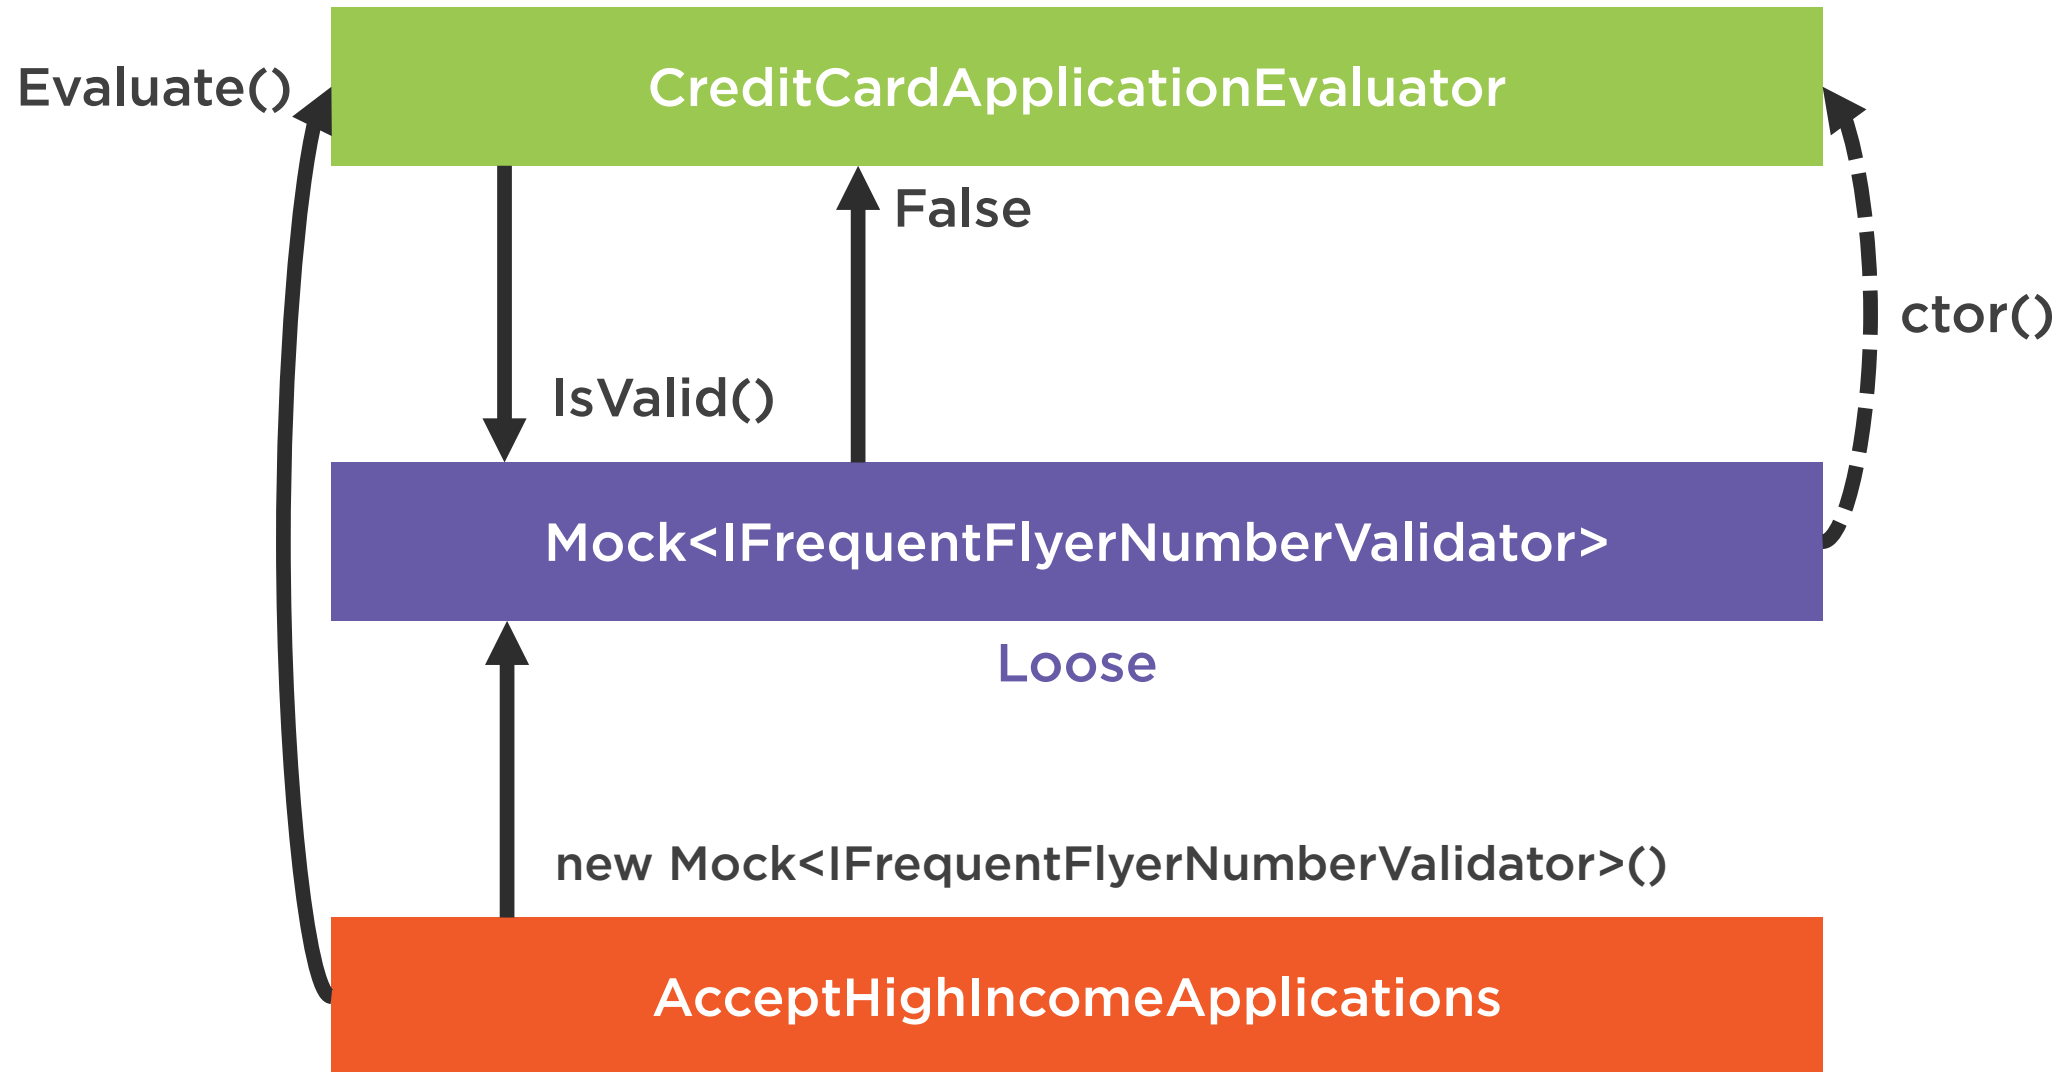 Evaluate()
CreditCardApplicationEvaluator
False
ctor()
IsValid()
Mock<IFrequentFlyerNumberValidator>
Loose
new Mock<IFrequentFlyerNumberValidator>()
AcceptHighIncomeApplications